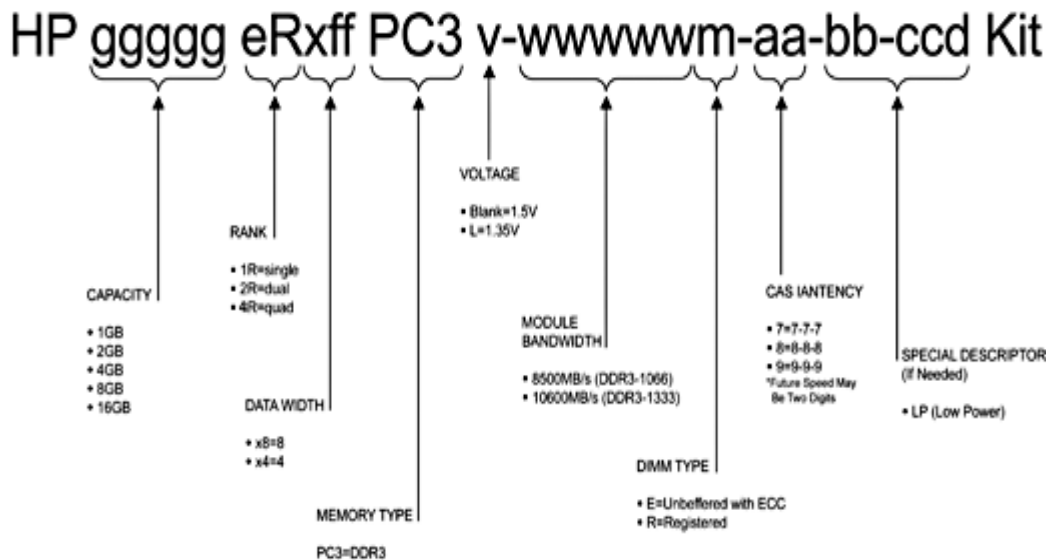 HP ggggg eRxff PC3 v-wwwwwm-aa-bb-ccd Kit
VOLTAGE
• Blank=1.5V
• L=1.35V
RANK
• 1R=single
• 2R=dual
• 4R=quad
CAPACITY
• 1GB
• 2GB
• 4GB
• 8GB
• 16GB
CAS IANTENCY
• 7=7-7-7
• 8=8-8-8
• 9=9-9-9
*Future Speed May
Be Two Digits
MODULE
BANDWIDTH
• 8500MB/s (DDR3-1066)
• 10600MB/s (DDR3-1333)
SPECIAL DESCRIPTOR
(If Needed)
• LP (Low Power)
DATA WIDTH
• x8=8
• x4=4
DIMM TYPE
• E=Unbeffered with ECC
• R=Registered
MEMORY TYPE
PC3=DDR3